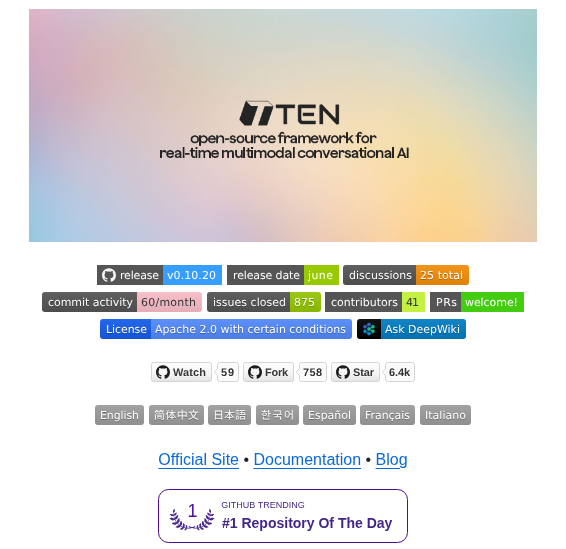 TEN
open-source framework for
real-time multimodal conversational AI
release v0.10.20 release date june discussions 25 total
commit activity 60/month issues closed 875 contributors 41 PRs welcome!
License Apache 2.0 with certain conditions Ask DeepWiki
Watch 59 Fork 758 Star 6.4k
English 简体中文 日本語 한국어 Español Français Italiano
Official Site • Documentation • Blog
1 GITHUB TRENDING
#1 Repository Of The Day